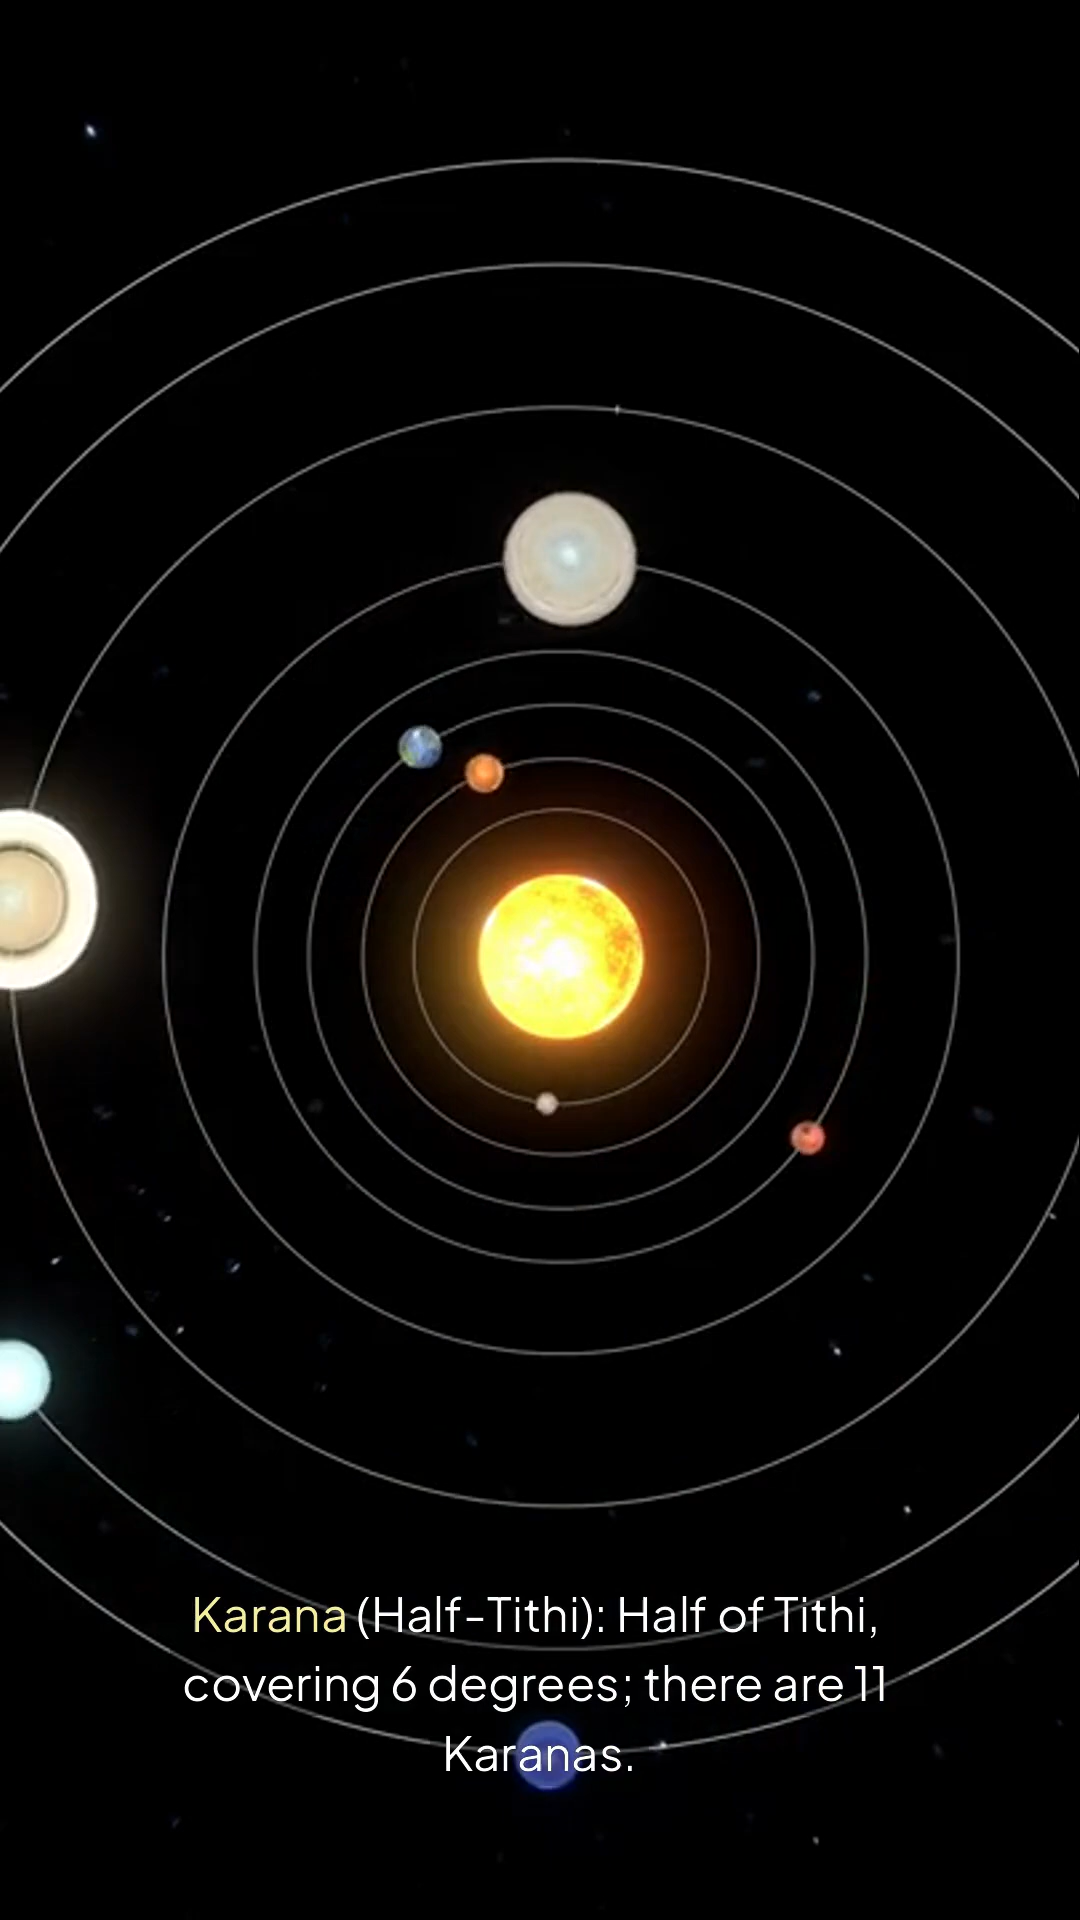 Karana (Half-Tithi): Half of Tithi,
covering 6 degrees; there are 11
Karanas.